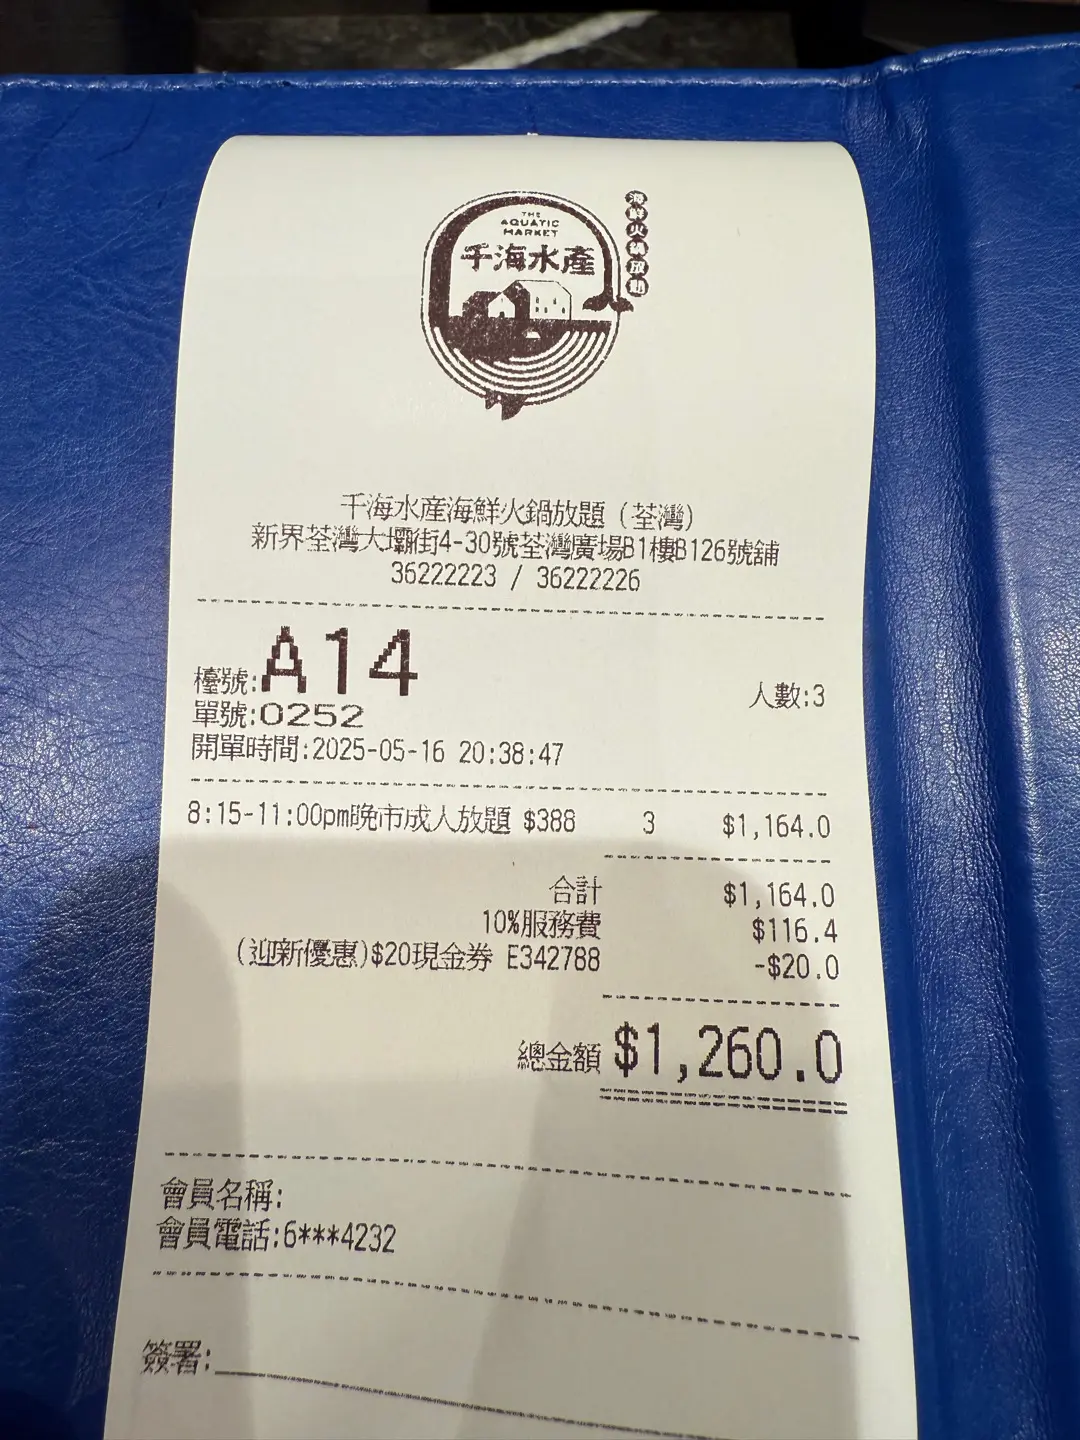 THE
AQUATIC
MARKET
千海水產
海鮮火鍋放題
千海水產海鮮火鍋放題（荃灣）
新界荃灣大壩街4-30號荃灣廣場B1樓B126號舖
36222223 / 36222226
檯號:A14 人數:3
單號:0252
開單時間:2025-05-16 20:38:47
8:15-11:00pm晚市成人放題 $388 3 $1,164.0
合計 $1,164.0
10%服務費 $116.4
(迎新優惠)$20現金券 E342788 -$20.0
總金額 $1,260.0
會員名稱:
會員電話:6***4232
簽署: